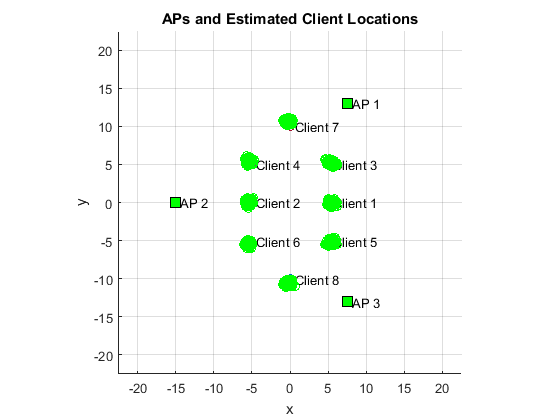 APs and Estimated Client Locations
20
15
10
5
0
-5
-10
-15
-20
y
AP 1
Client 7
Client 4
Client 3
AP 2
Client 2
Client 1
Client 6
Client 5
Client 8
AP 3
-20 -15 -10 -5 0 5 10 15 20
x